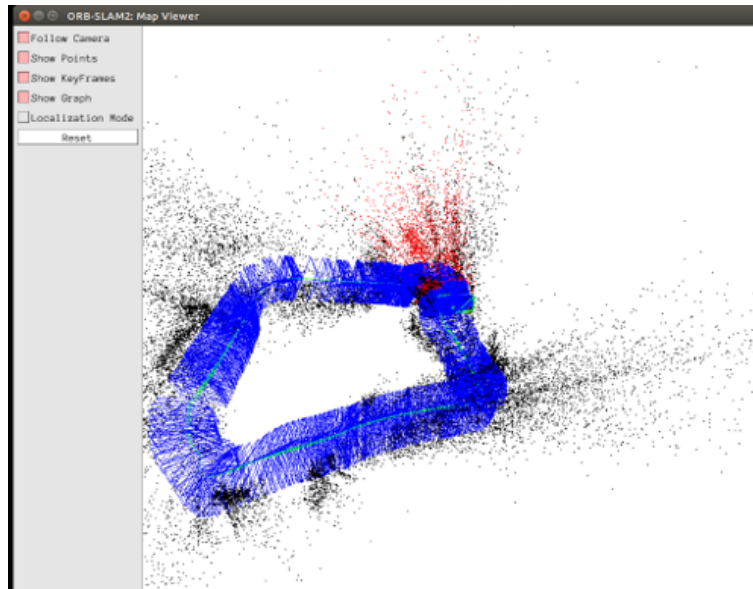 ORB-SLAM2: Map Viewer
Follow Camera
Show Points
Show KeyFrames
Show Graph
Localization Mode
Reset